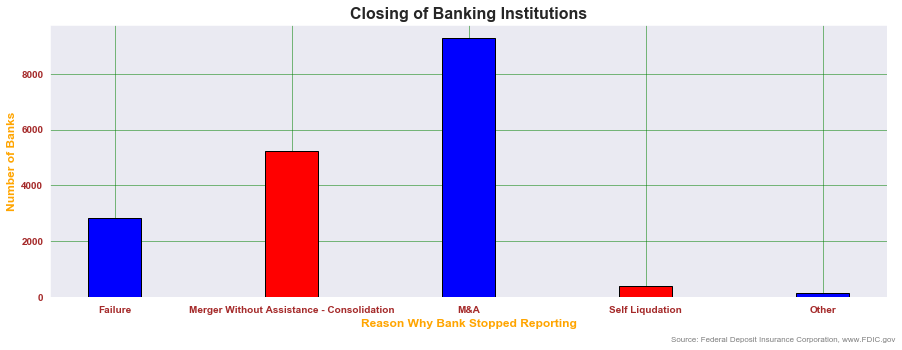 Closing of Banking Institutions
Number of Banks
8000
6000
4000
2000
0
Failure Merger Without Assistance - Consolidation M&A Self Liqudation Other
Reason Why Bank Stopped Reporting
Source: Federal Deposit Insurance Corporation, www.FDIC.gov